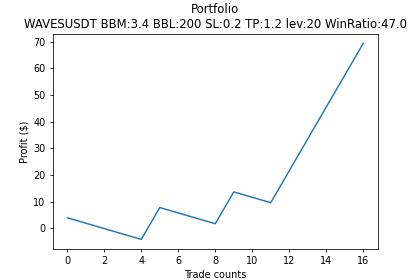 Portfolio
WAVESUSDT BBM:3.4 BBL:200 SL:0.2 TP:1.2 lev:20 WinRatio:47.0
70
60
50
40
30
20
10
0
Profit ($)
0 2 4 6 8 10 12 14 16
Trade counts